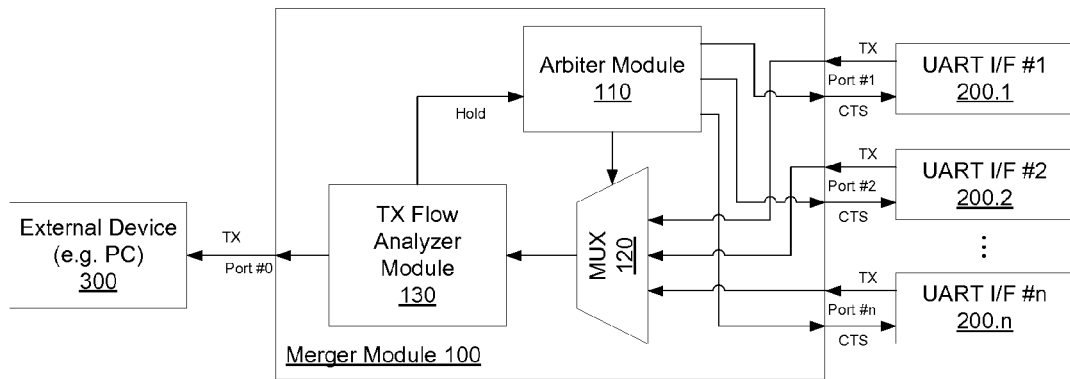 Arbiter Module
110
Hold
TX
Port #1
CTS
UART I/F #1
200.1
TX
Port #2
CTS
UART I/F #2
200.2
External Device
(e.g. PC)
300
TX
Port #0
TX Flow
Analyzer
Module
130
MUX
120
...
TX
Port #n
CTS
UART I/F #n
200.n
Merger Module 100